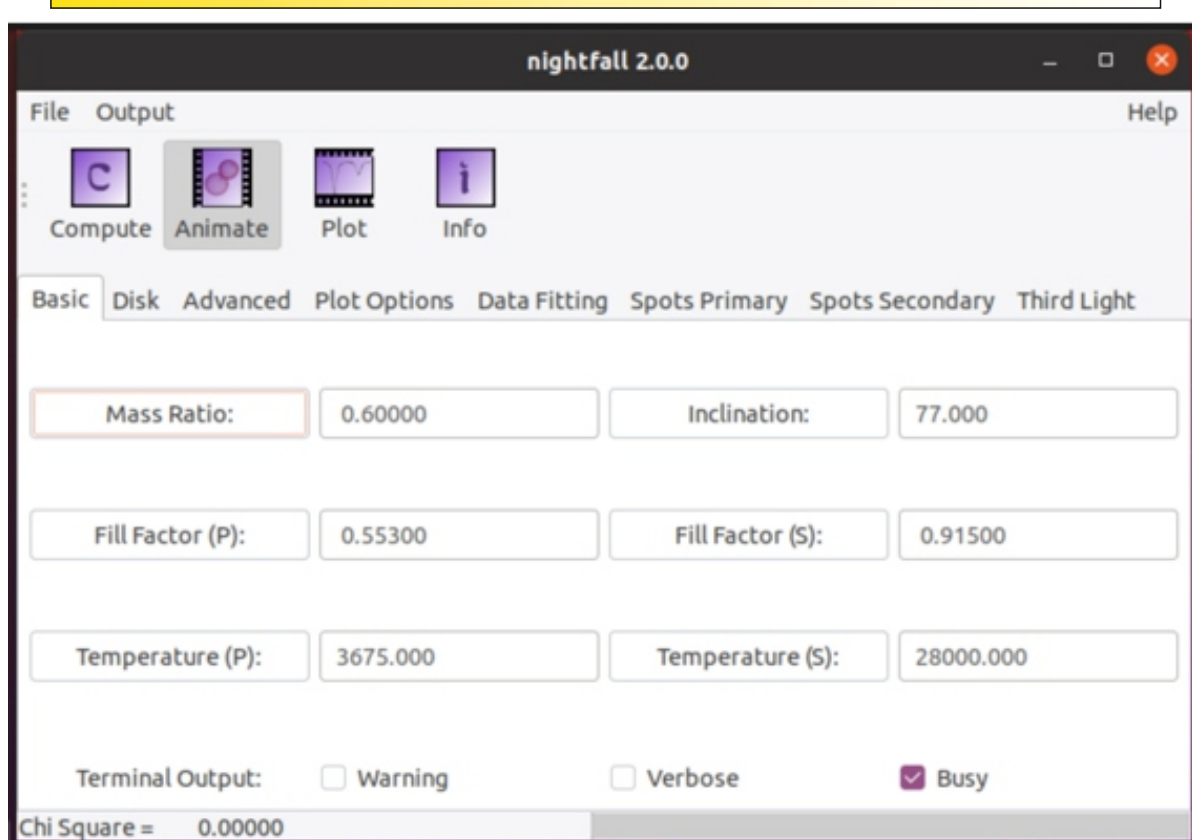 nightfall 2.0.0
File Output Help
C i
Compute Animate Plot Info
Basic Disk Advanced Plot Options Data Fitting Spots Primary Spots Secondary Third Light
Mass Ratio: 0.60000 Inclination: 77.000
Fill Factor (P): 0.55300 Fill Factor (S): 0.91500
Temperature (P): 3675.000 Temperature (S): 28000.000
Terminal Output: Warning Verbose Busy
Chi Square = 0.00000